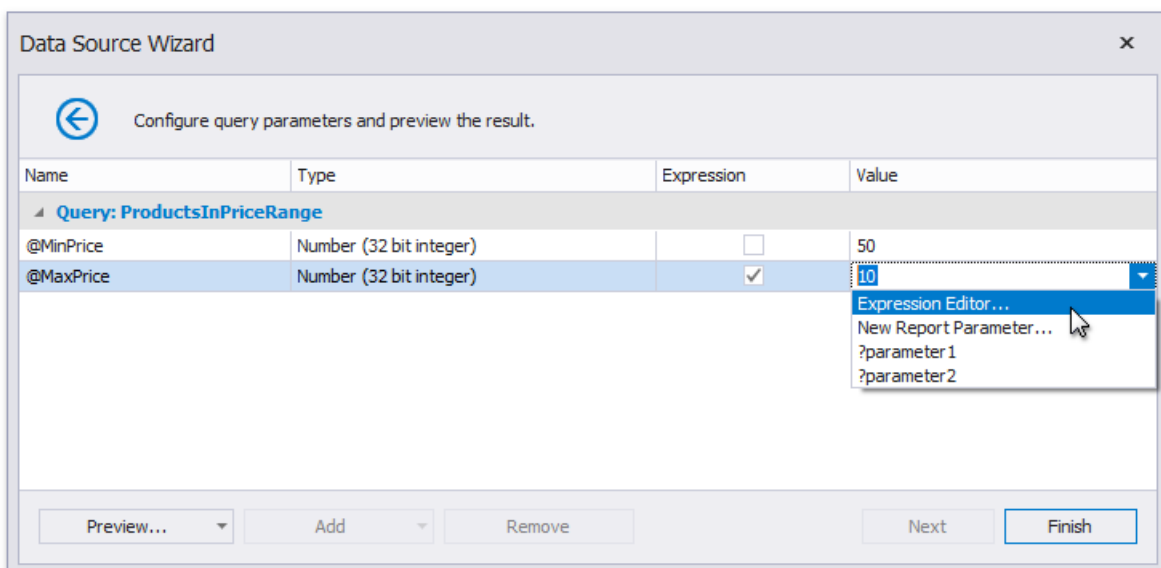 Data Source Wizard
Configure query parameters and preview the result.
Name Type Expression Value
Query: ProductsInPriceRange
@MinPrice Number (32 bit integer) 50
@MaxPrice Number (32 bit integer) 10
Expression Editor...
New Report Parameter...
?parameter1
?parameter2
Preview... Add Remove Next Finish